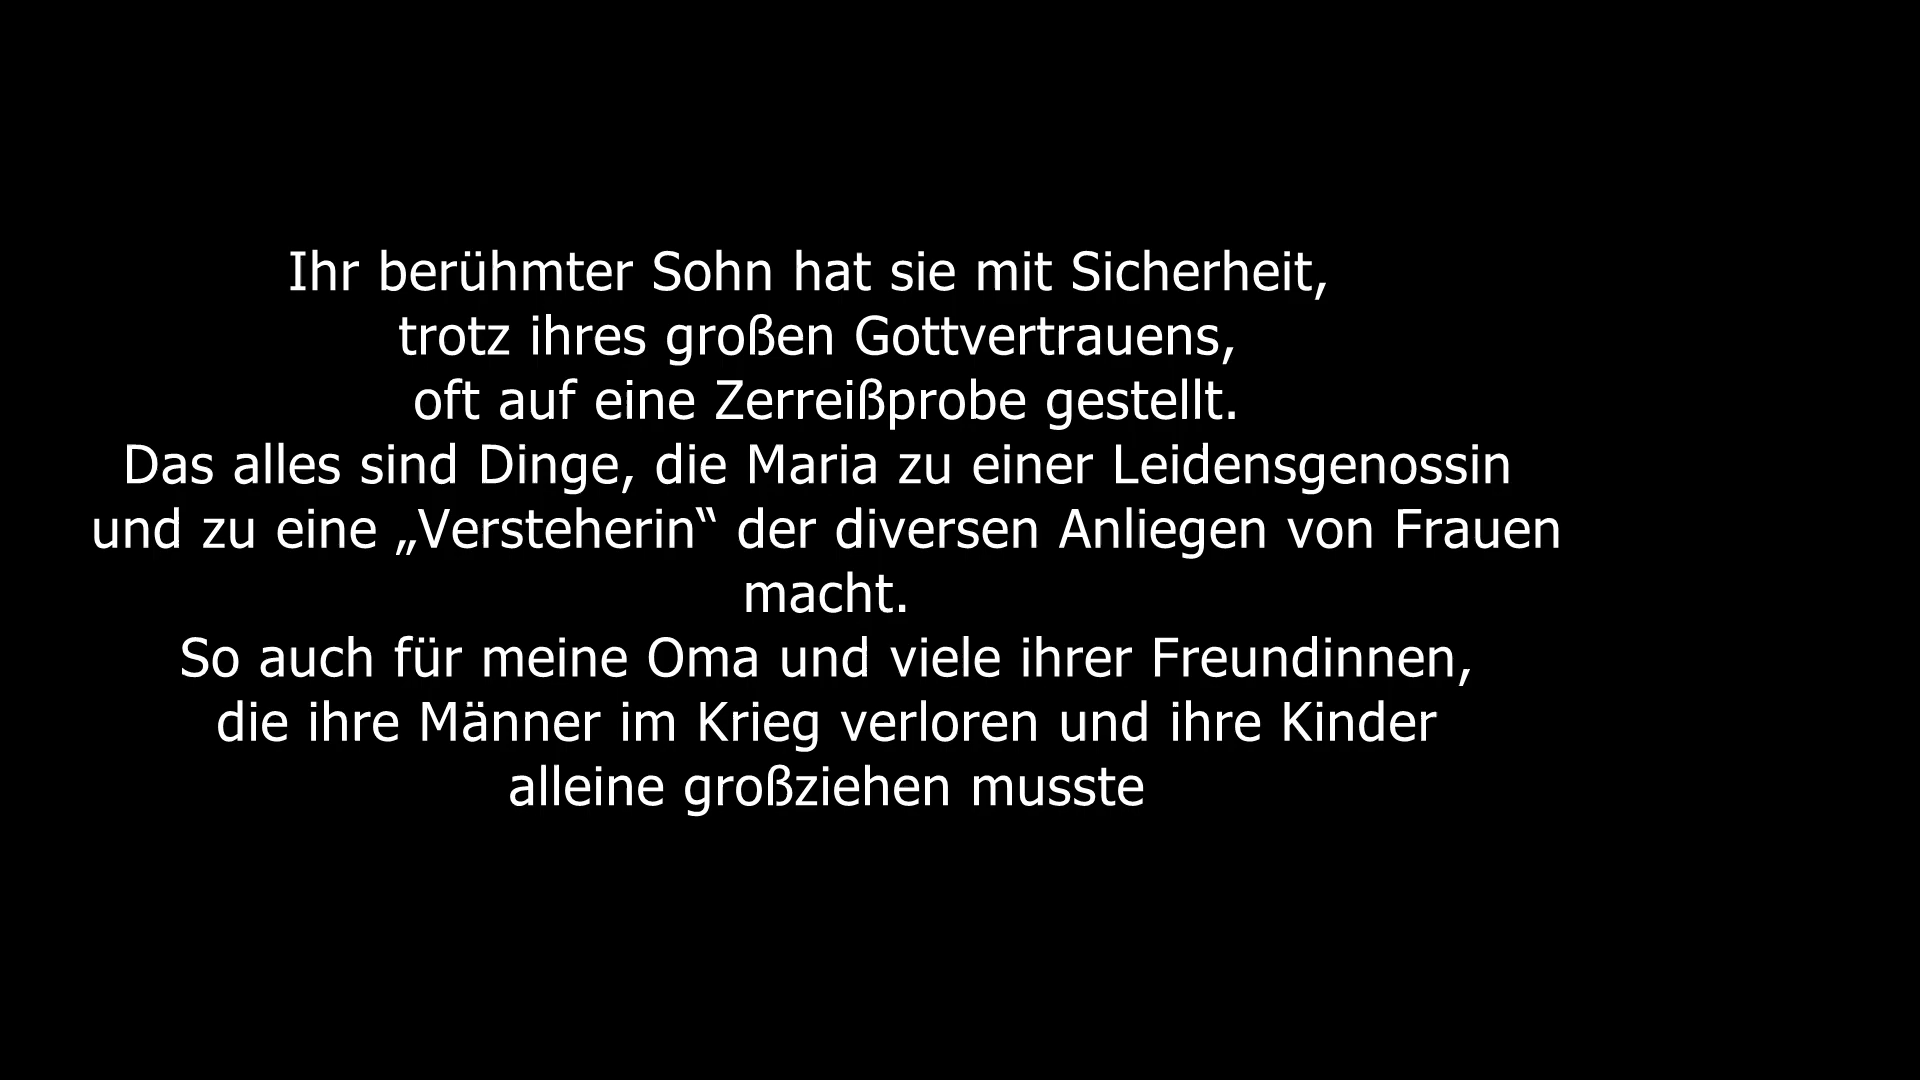 Ihr berühmter Sohn hat sie mit Sicherheit,
trotz ihres großen Gottvertrauens,
oft auf eine Zerreißprobe gestellt.
Das alles sind Dinge, die Maria zu einer Leidensgenossin
und zu eine „Versteherin“ der diversen Anliegen von Frauen
macht.
So auch für meine Oma und viele ihrer Freundinnen,
die ihre Männer im Krieg verloren und ihre Kinder
alleine großziehen musste